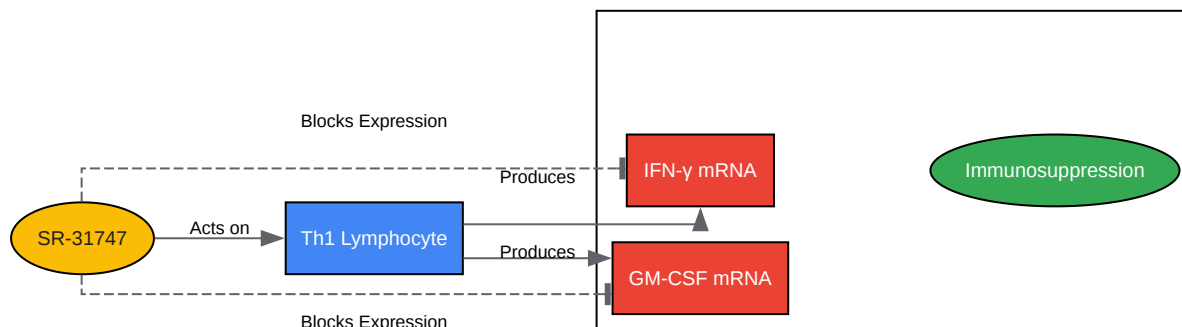 Blocks Expression
IFN-γ mRNA
Immunosuppression
Produces
SR-31747
Acts on
Th1 Lymphocyte
Produces
GM-CSF mRNA
Blocks Expression